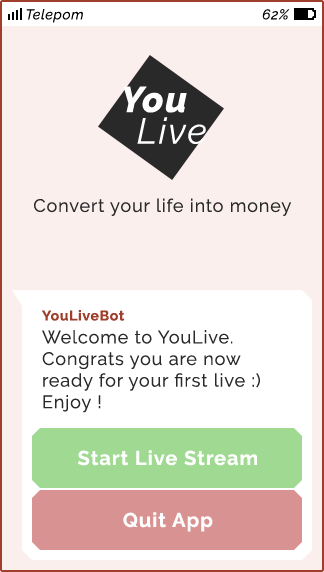 Telepom 62%
You
Live
Convert your life into money
YouLiveBot
Welcome to YouLive.
Congrats you are now
ready for your first live :)
Enjoy !
Start Live Stream
Quit App